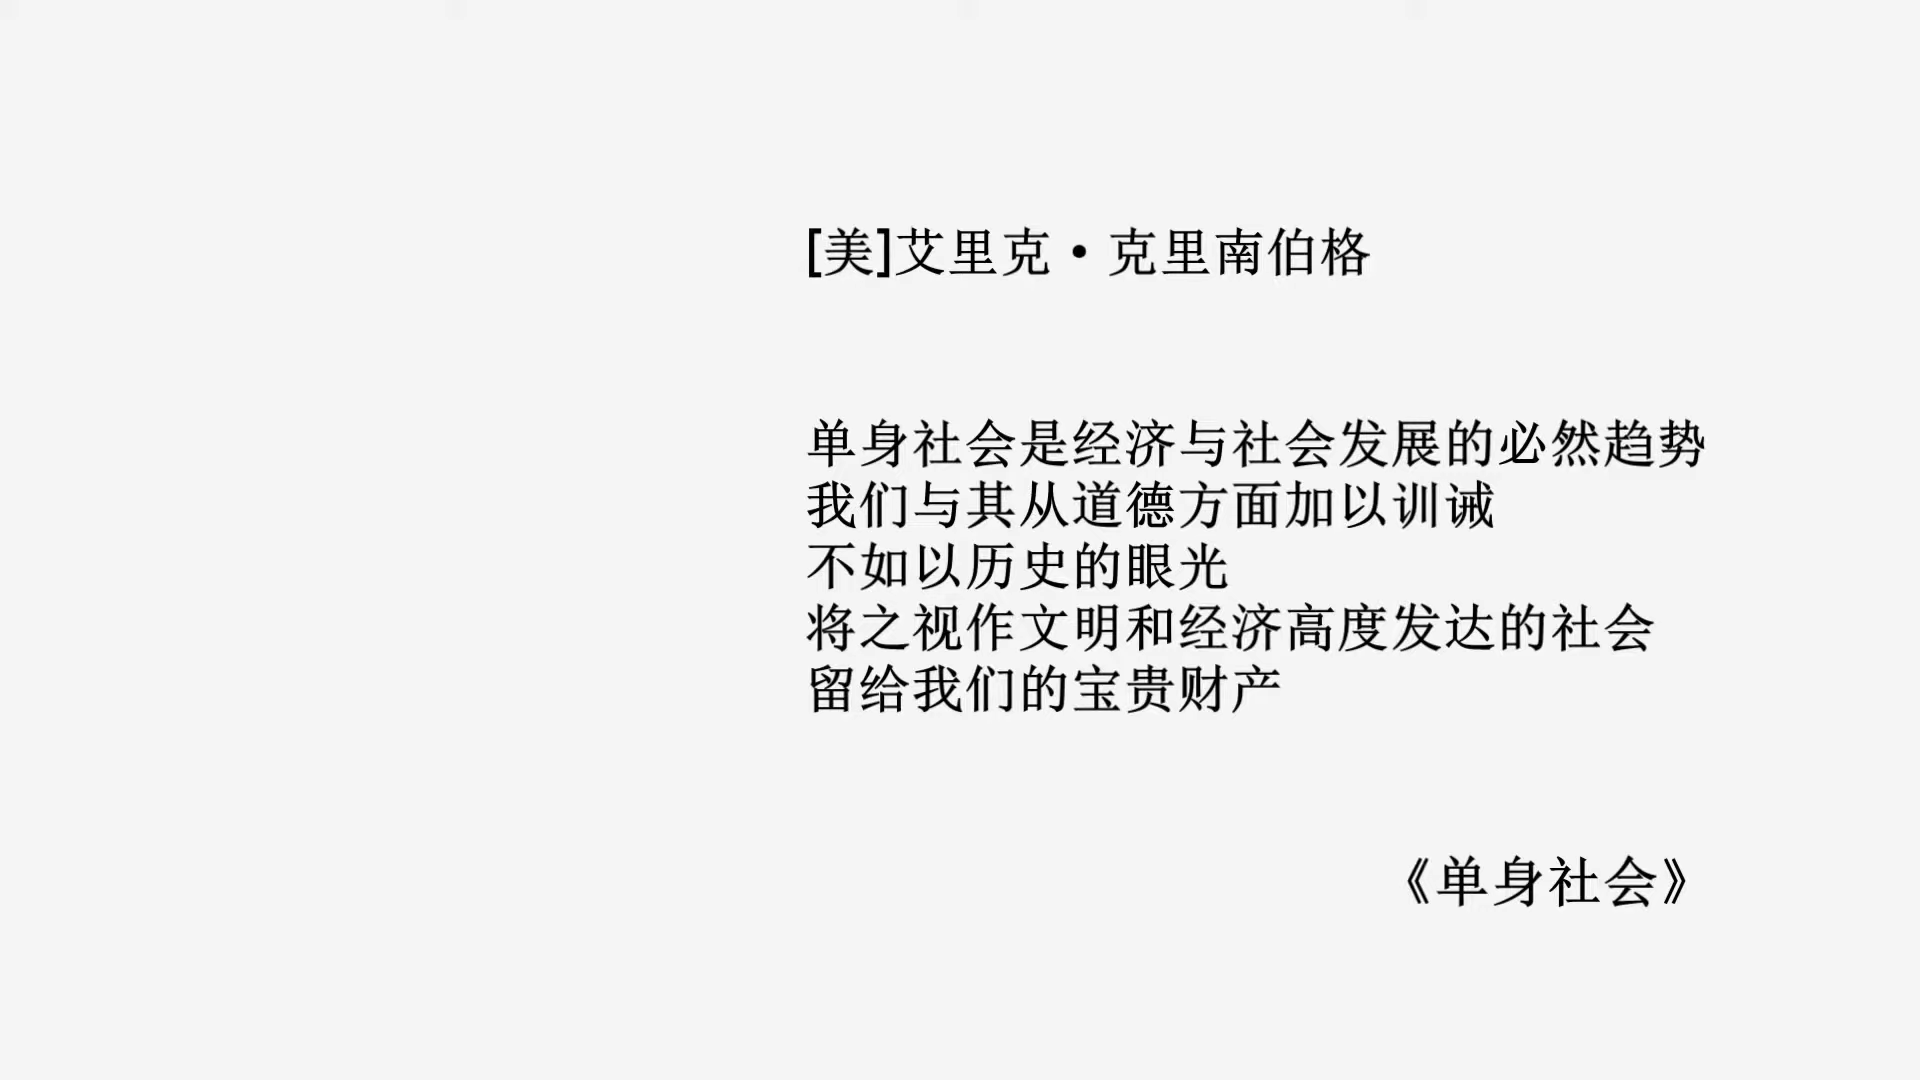 [美]艾里克·克里南伯格
单身社会是经济与社会发展的必然趋势
我们与其从道德方面加以训诫
不如以历史的眼光
将之视作文明和经济高度发达的社会
留给我们的宝贵财产
《单身社会》